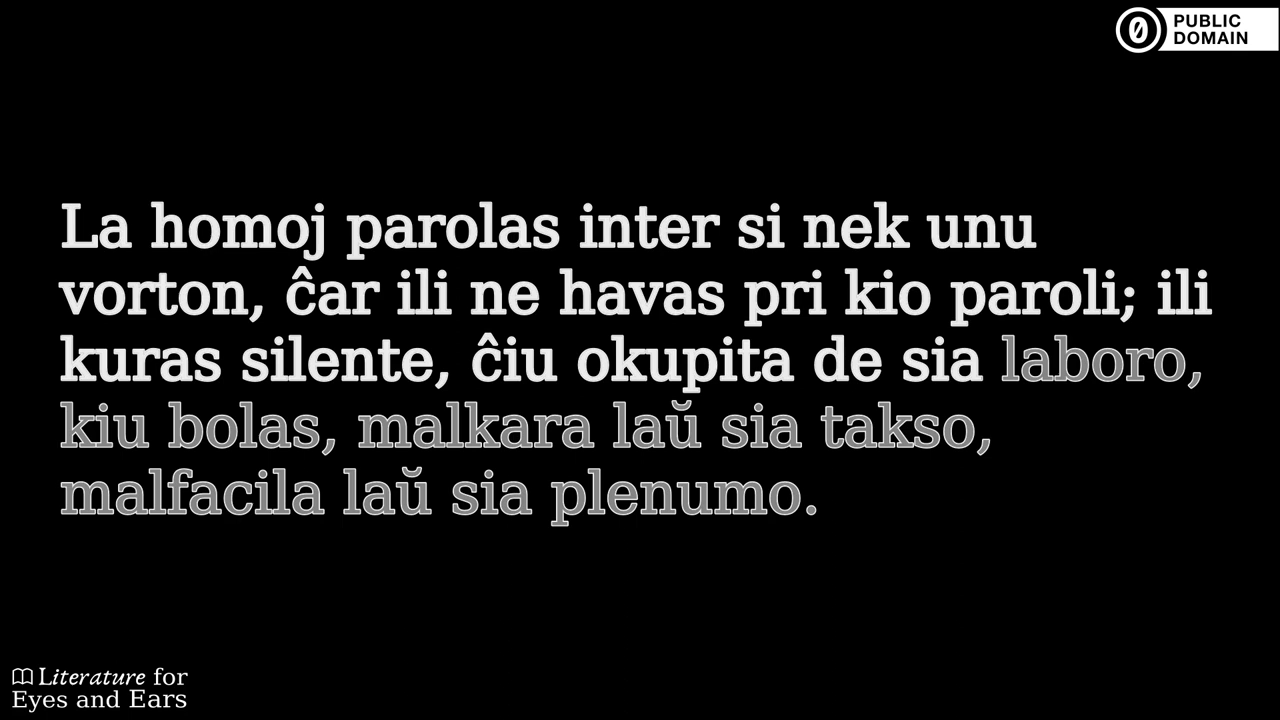 PUBLIC
DOMAIN
La homoj parolas inter si nek unu
vorton, ĉar ili ne havas pri kio paroli; ili
kuras silente, ĉiu okupita de sia laboro,
kiu bolas, malkara laŭ sia takso,
malfacila laŭ sia plenumo.
Literature for
Eyes and Ears